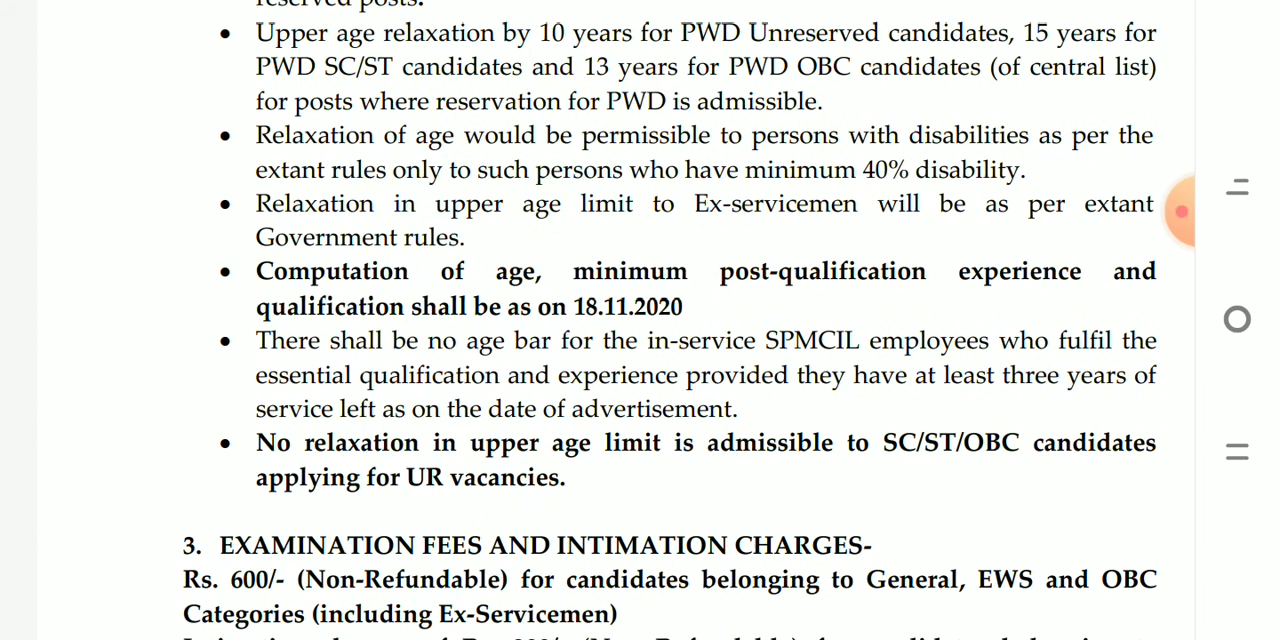 reserved posts.
• Upper age relaxation by 10 years for PWD Unreserved candidates, 15 years for
PWD SC/ST candidates and 13 years for PWD OBC candidates (of central list)
for posts where reservation for PWD is admissible.
• Relaxation of age would be permissible to persons with disabilities as per the
extant rules only to such persons who have minimum 40% disability.
• Relaxation in upper age limit to Ex-servicemen will be as per extant
Government rules.
• Computation of age, minimum post-qualification experience and
qualification shall be as on 18.11.2020
• There shall be no age bar for the in-service SPMCIL employees who fulfil the
essential qualification and experience provided they have at least three years of
service left as on the date of advertisement.
• No relaxation in upper age limit is admissible to SC/ST/OBC candidates
applying for UR vacancies.
3. EXAMINATION FEES AND INTIMATION CHARGES-
Rs. 600/- (Non-Refundable) for candidates belonging to General, EWS and OBC
Categories (including Ex-Servicemen)